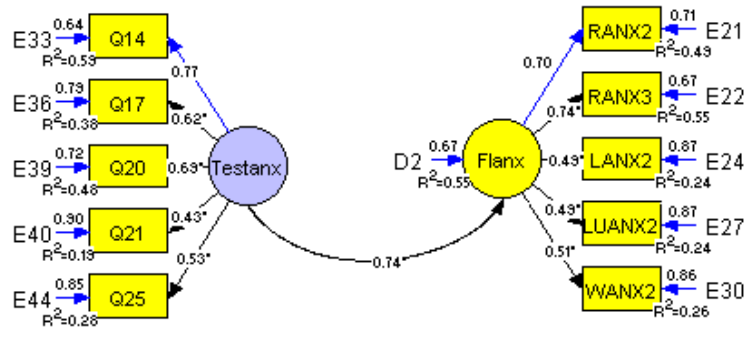 0.64
E33
Q14
R²=0.59
0.77
0.79
E36
Q17
R²=0.38
0.62*
0.72
E39
Q20
R²=0.48
0.69*
Testanx
0.90
E40
Q21
R²=0.19
0.43*
0.85
E44
Q25
R²=0.28
0.53*
0.74*
D2
0.67
R²=0.55
Flanx
0.70
RANX2
0.71
E21
R²=0.49
0.74*
RANX3
0.67
E22
R²=0.55
0.49*
LANX2
0.87
E24
R²=0.24
0.49*
LUANX2
0.87
E27
R²=0.24
0.51*
WANX2
0.86
E30
R²=0.26